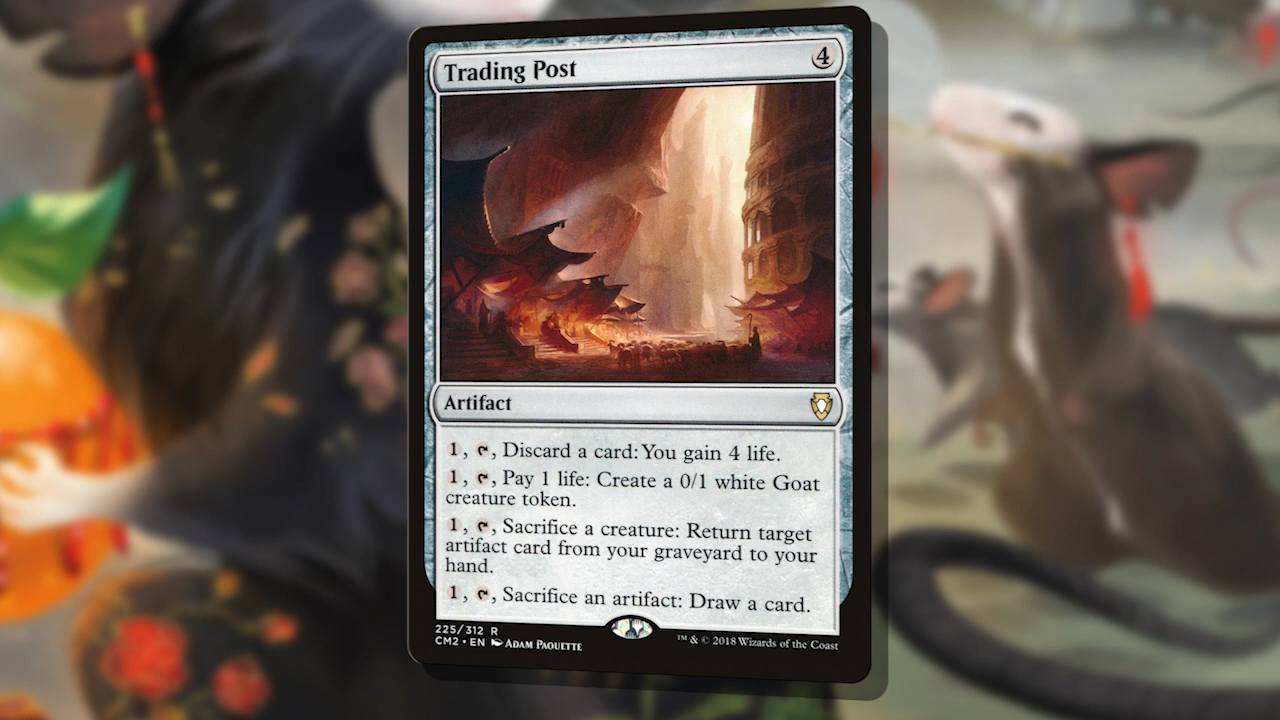 Trading Post 4
Artifact
1, T, Discard a card: You gain 4 life.
1, T, Pay 1 life: Create a 0/1 white Goat
creature token.
1, T, Sacrifice a creature: Return target
artifact card from your graveyard to your
hand.
1, T, Sacrifice an artifact: Draw a card.
225/312 R
CM2 • EN Adam Paquette
™ & © 2018 Wizards of the Coast